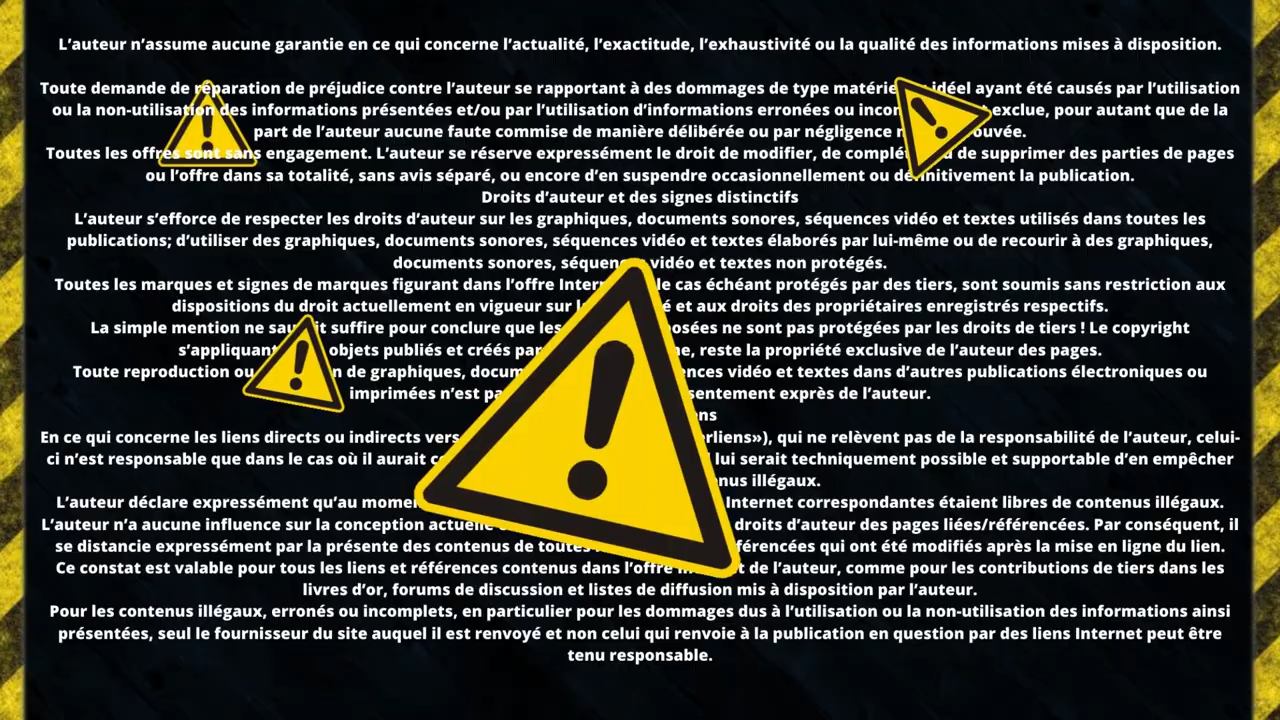 L’auteur n’assume aucune garantie en ce qui concerne l’actualité, l’exactitude, l’exhaustivité ou la qualité des informations mises à disposition.
Toute demande de réparation de préjudice contre l’auteur se rapportant à des dommages de type idéel ayant été causés par l’utilisation
ou la non-utilisation des informations présentées et/ou par l’utilisation d’informations erronées ou exclue, pour autant que de la
part de l’auteur aucune faute commise de manière délibérée ou par négligence
Toutes les offres sont sans engagement. L’auteur se réserve expressément le droit de modifier, de de supprimer des parties de pages
ou l’offre dans sa totalité, sans avis séparé, ou encore d’en suspendre occasionnellement ou définitivement la publication.
Droits d’auteur et des signes distinctifs
L’auteur s’efforce de respecter les droits d’auteur sur les graphiques, documents sonores, séquences vidéo et textes utilisés dans toutes les
publications; d’utiliser des graphiques, documents sonores, séquences vidéo et textes élaborés par lui-même ou de recourir à des graphiques,
documents sonores, séquences vidéo et textes non protégés.
Toutes les marques et signes de marques figurant dans l’offre le cas échéant protégés par des tiers, sont soumis sans restriction aux
dispositions du droit actuellement en vigueur sur et aux droits des propriétaires enregistrés respectifs.
La simple mention ne saurait suffire pour conclure que les ne sont pas protégées par les droits de tiers ! Le copyright
objets publiés et créés par reste la propriété exclusive de l’auteur des pages.
Toute reproduction ou de graphiques, vidéo et textes dans d’autres publications électroniques ou
imprimées n’est exprès de l’auteur.
En ce qui concerne les liens directs ou indirects vers qui ne relèvent pas de la responsabilité de l’auteur, celui-
ci n’est responsable que dans le cas où il aurait lui serait techniquement possible et supportable d’en empêcher
illégaux.
L’auteur déclare expressément qu’au Internet correspondantes étaient libres de contenus illégaux.
L’auteur n’a aucune influence sur la conception actuelle droits d’auteur des pages liées/référencées. Par conséquent, il
se distancie expressément par la présente des contenus de toutes qui ont été modifiés après la mise en ligne du lien.
Ce constat est valable pour tous les liens et références contenus dans l’offre de l’auteur, comme pour les contributions de tiers dans les
livres d’or, forums de discussion et listes de diffusion mis à disposition par l’auteur.
Pour les contenus illégaux, erronés ou incomplets, en particulier pour les dommages dus à l’utilisation ou la non-utilisation des informations ainsi
présentées, seul le fournisseur du site auquel il est renvoyé et non celui qui renvoie à la publication en question par des liens Internet peut être
tenu responsable.